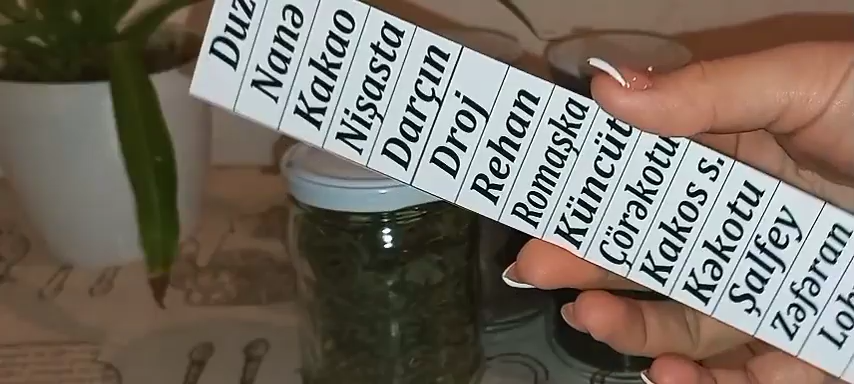 Duz
Nanə
Kakao
Nişasta
Darçın
Droj
Rehan
Romaşka
Küncüt
Çörəkotu
Kakos s.
Kəkotu
Şalfey
Zəfəran